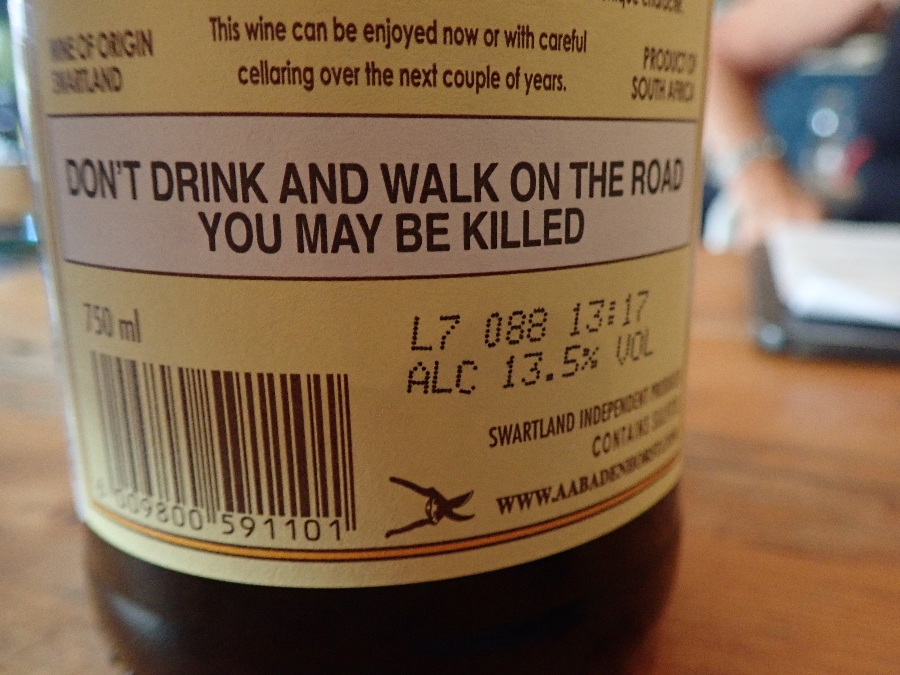 This wine can be enjoyed now or with careful
cellaring over the next couple of years.
WINE OF ORIGIN
SWARTLAND
PRODUCT OF
SOUTH AFRICA
DON'T DRINK AND WALK ON THE ROAD
YOU MAY BE KILLED
750 ml
L7 088 13:17
ALC 13.5% VOL
SWARTLAND INDEPENDENT
CONTAINS
009800 591101